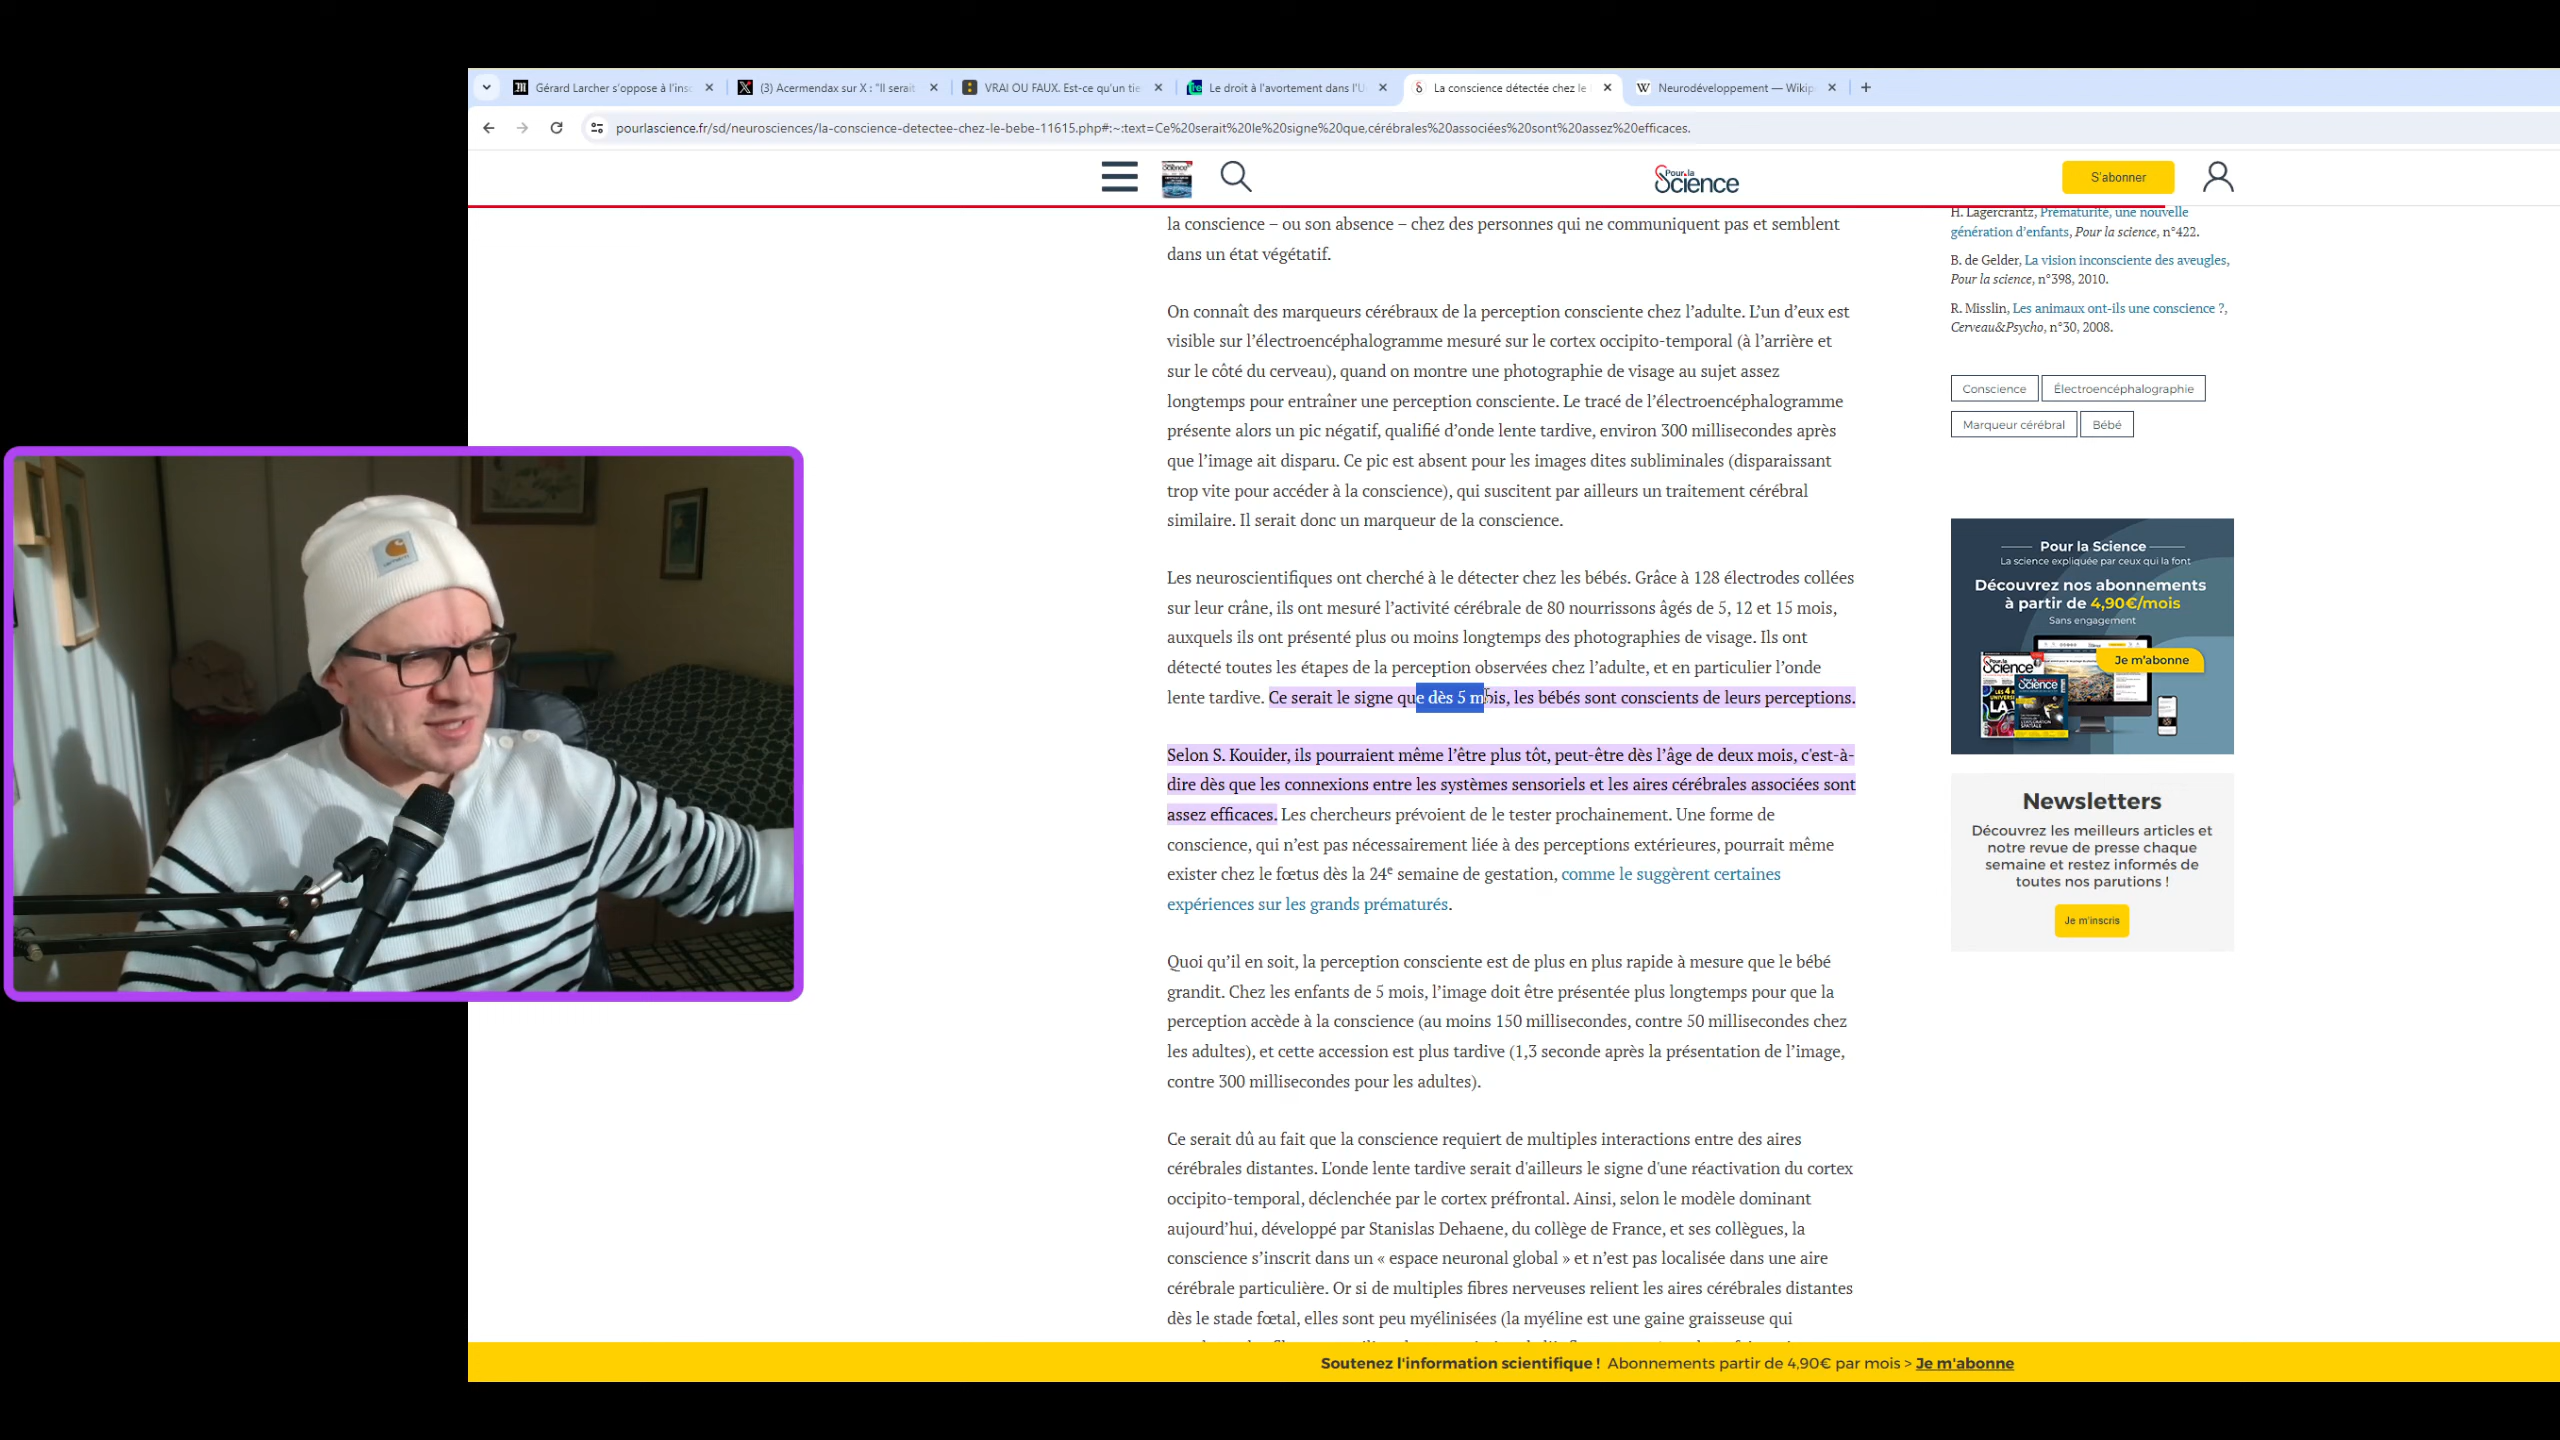 Gérard Larcher s'oppose à l'insc
(3) Acermendax sur X : "Il serait
VRAI OU FAUX. Est-ce qu'un tie
Le droit à l'avortement dans l'U
La conscience détectée chez le
Neurodéveloppement — Wikip
pourlascience.fr/sd/neurosciences/la-conscience-detectee-chez-le-bebe-11615.php#:~:text=Ce%20serait%20le%20signe%20que,cérébrales%20associées%20sont%20assez%20efficaces.
Pour la Science
S'abonner
la conscience – ou son absence – chez des personnes qui ne communiquent pas et semblent
dans un état végétatif.
On connaît des marqueurs cérébraux de la perception consciente chez l’adulte. L’un d’eux est
visible sur l’électroencéphalogramme mesuré sur le cortex occipito-temporal (à l’arrière et
sur le côté du cerveau), quand on montre une photographie de visage au sujet assez
longtemps pour entraîner une perception consciente. Le tracé de l’électroencéphalogramme
présente alors un pic négatif, qualifié d’onde lente tardive, environ 300 millisecondes après
que l’image ait disparu. Ce pic est absent pour les images dites subliminales (disparaissant
trop vite pour accéder à la conscience), qui suscitent par ailleurs un traitement cérébral
similaire. Il serait donc un marqueur de la conscience.
Les neuroscientifiques ont cherché à le détecter chez les bébés. Grâce à 128 électrodes collées
sur leur crâne, ils ont mesuré l’activité cérébrale de 80 nourrissons âgés de 5, 12 et 15 mois,
auxquels ils ont présenté plus ou moins longtemps des photographies de visage. Ils ont
détecté toutes les étapes de la perception observées chez l’adulte, et en particulier l’onde
lente tardive. Ce serait le signe que dès 5 mois, les bébés sont conscients de leurs perceptions.
Selon S. Kouider, ils pourraient même l’être plus tôt, peut-être dès l’âge de deux mois, c'est-à-
dire dès que les connexions entre les systèmes sensoriels et les aires cérébrales associées sont
assez efficaces. Les chercheurs prévoient de le tester prochainement. Une forme de
conscience, qui n’est pas nécessairement liée à des perceptions extérieures, pourrait même
exister chez le fœtus dès la 24e semaine de gestation, comme le suggèrent certaines
expériences sur les grands prématurés.
Quoi qu’il en soit, la perception consciente est de plus en plus rapide à mesure que le bébé
grandit. Chez les enfants de 5 mois, l’image doit être présentée plus longtemps pour que la
perception accède à la conscience (au moins 150 millisecondes, contre 50 millisecondes chez
les adultes), et cette accession est plus tardive (1,3 seconde après la présentation de l’image,
contre 300 millisecondes pour les adultes).
Ce serait dû au fait que la conscience requiert de multiples interactions entre des aires
cérébrales distantes. L'onde lente tardive serait d'ailleurs le signe d'une réactivation du cortex
occipito-temporal, déclenchée par le cortex préfrontal. Ainsi, selon le modèle dominant
aujourd’hui, développé par Stanislas Dehaene, du collège de France, et ses collègues, la
conscience s’inscrit dans un « espace neuronal global » et n’est pas localisée dans une aire
cérébrale particulière. Or si de multiples fibres nerveuses relient les aires cérébrales distantes
dès le stade fœtal, elles sont peu myélinisées (la myéline est une gaine graisseuse qui
H. Lagercrantz, Prématurité, une nouvelle
génération d’enfants, Pour la science, n°422.
B. de Gelder, La vision inconsciente des aveugles,
Pour la science, n°398, 2010.
R. Misslin, Les animaux ont-ils une conscience ?,
Cerveau&Psycho, n°30, 2008.
Conscience
Électroencéphalographie
Marqueur cérébral
Bébé
Pour la Science
La science expliquée par ceux qui la font
Découvrez nos abonnements
à partir de 4,90€/mois
Sans engagement
Je m'abonne
Newsletters
Découvrez les meilleurs articles et
notre revue de presse chaque
semaine et restez informés de
toutes nos parutions !
Je m'inscris
Soutenez l'information scientifique ! Abonnements partir de 4,90€ par mois > Je m'abonne